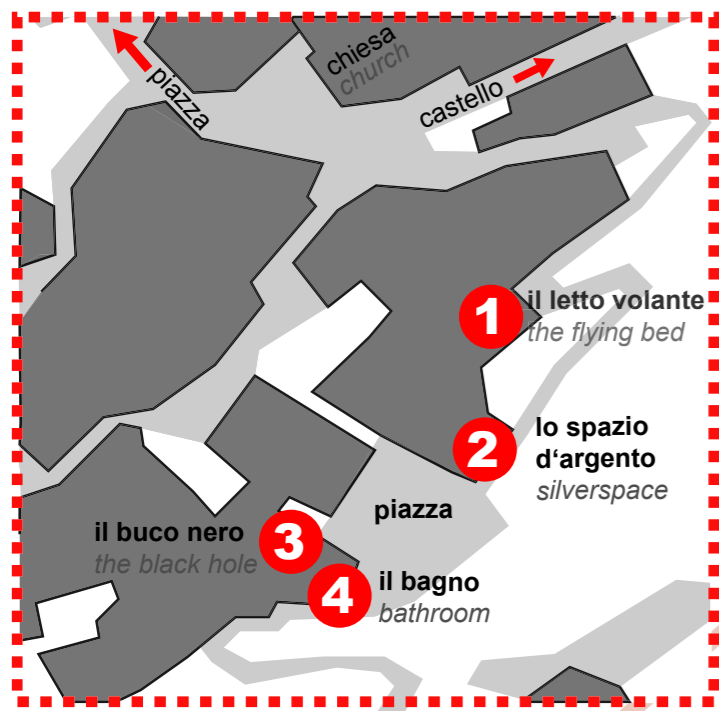 chiesa
church
piazza
castello
1
il letto volante
the flying bed
2
lo spazio
d'argento
silverspace
piazza
3
il buco nero
the black hole
4
il bagno
bathroom